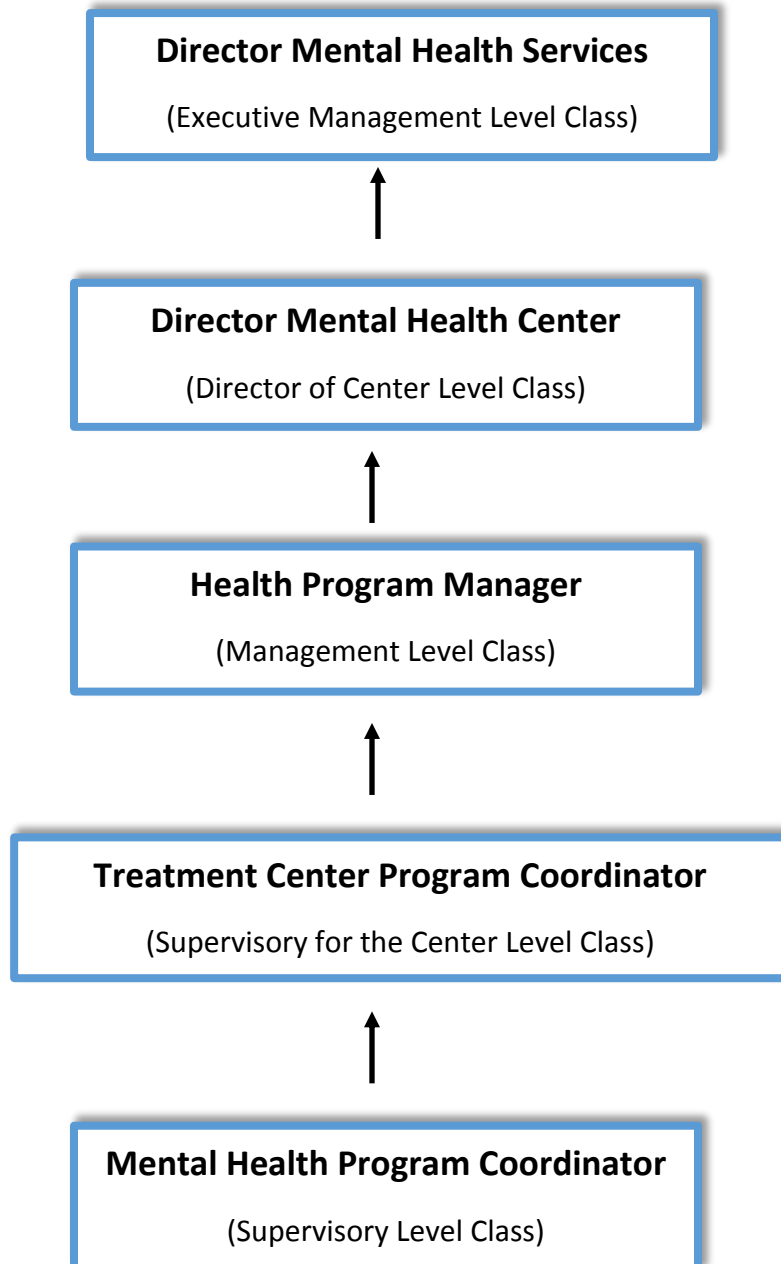 Director Mental Health Services
(Executive Management Level Class)
Director Mental Health Center
(Director of Center Level Class)
Health Program Manager
(Management Level Class)
Treatment Center Program Coordinator
(Supervisory for the Center Level Class)
Mental Health Program Coordinator
(Supervisory Level Class)